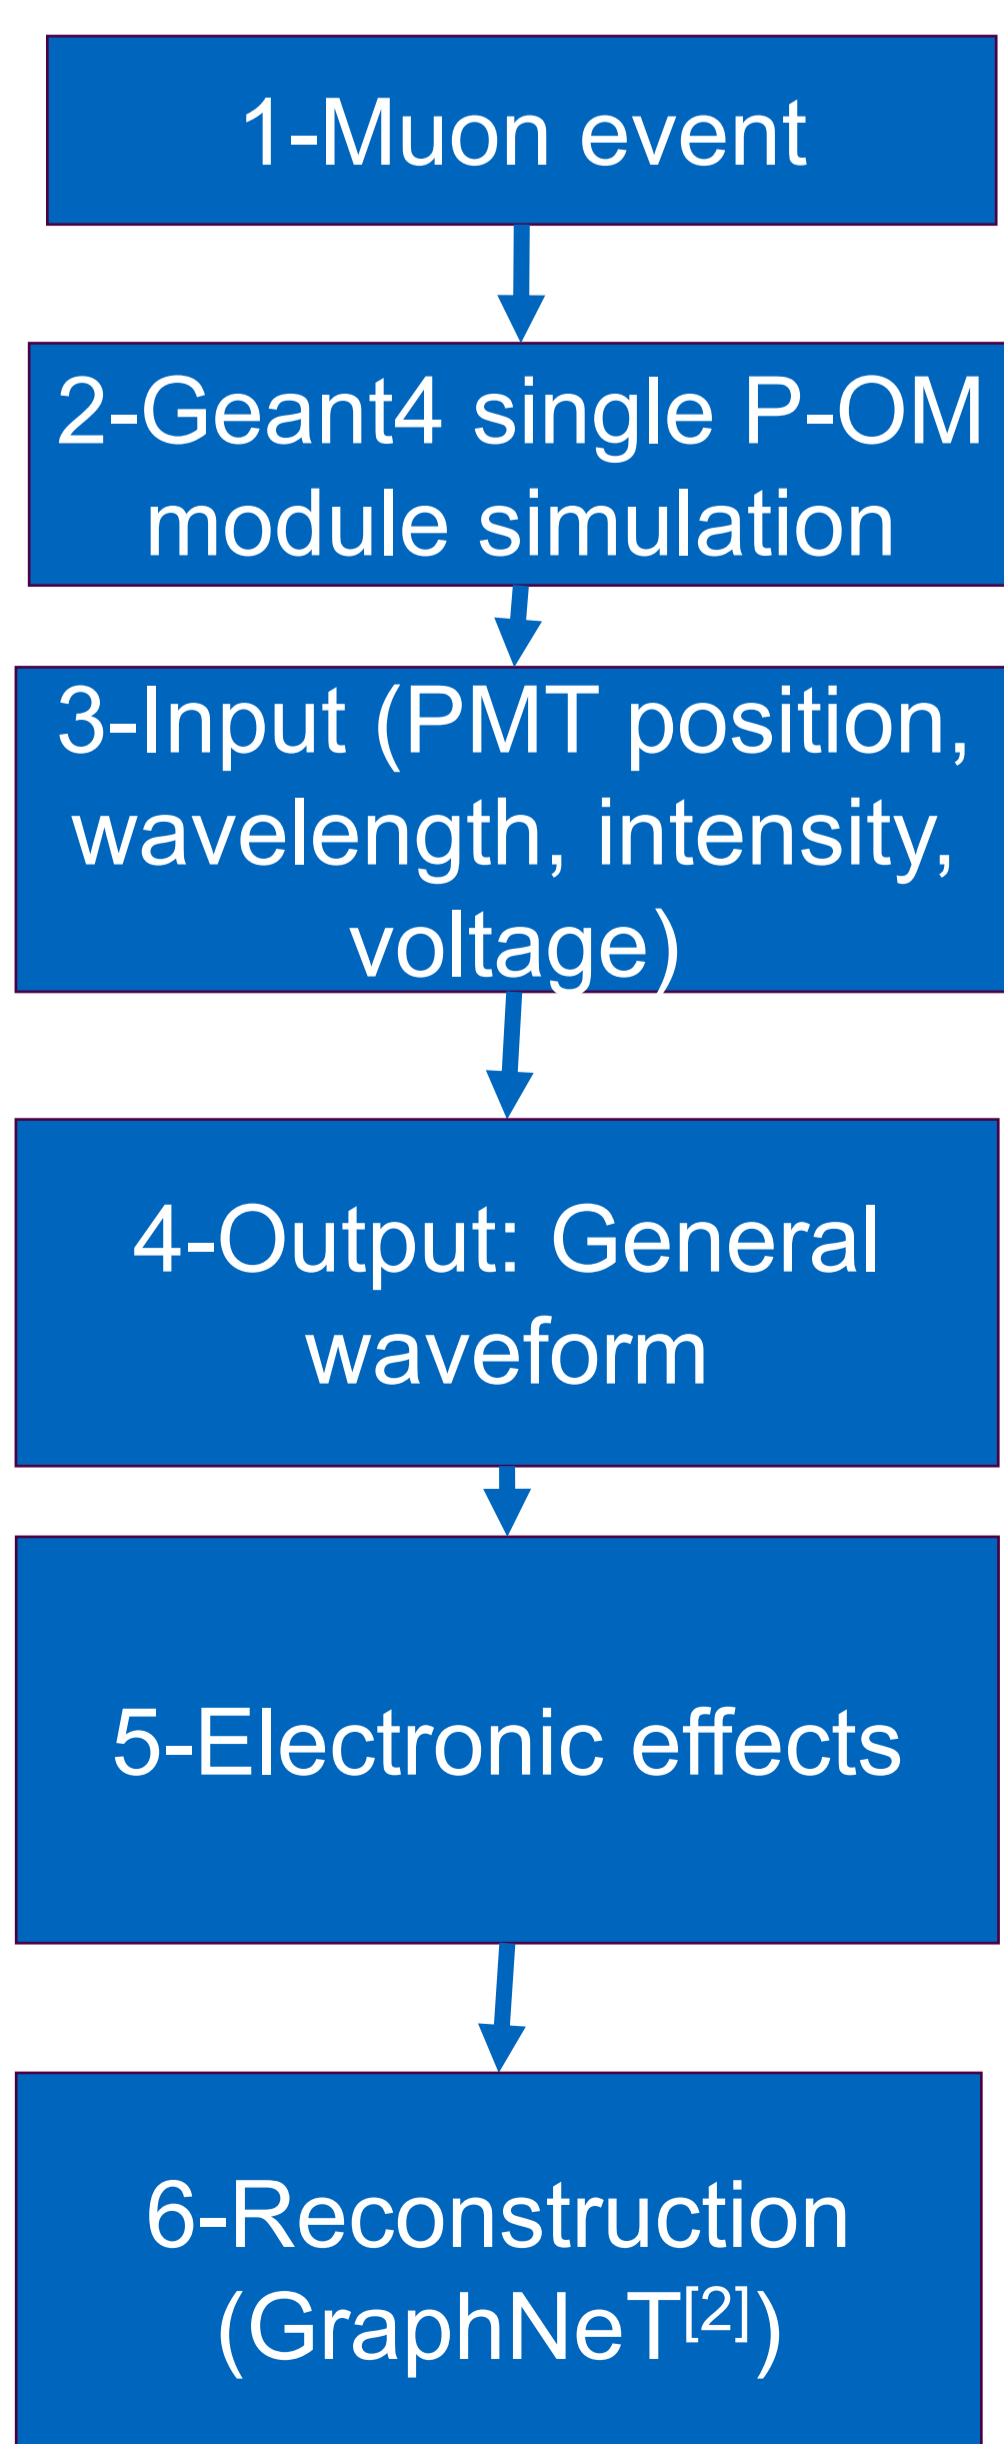 1-Muon event
2-Geant4 single P-OM
module simulation
3-Input (PMT position,
wavelength, intensity,
voltage)
4-Output: General
waveform
5-Electronic effects
6-Reconstruction
(GraphNeT[2])